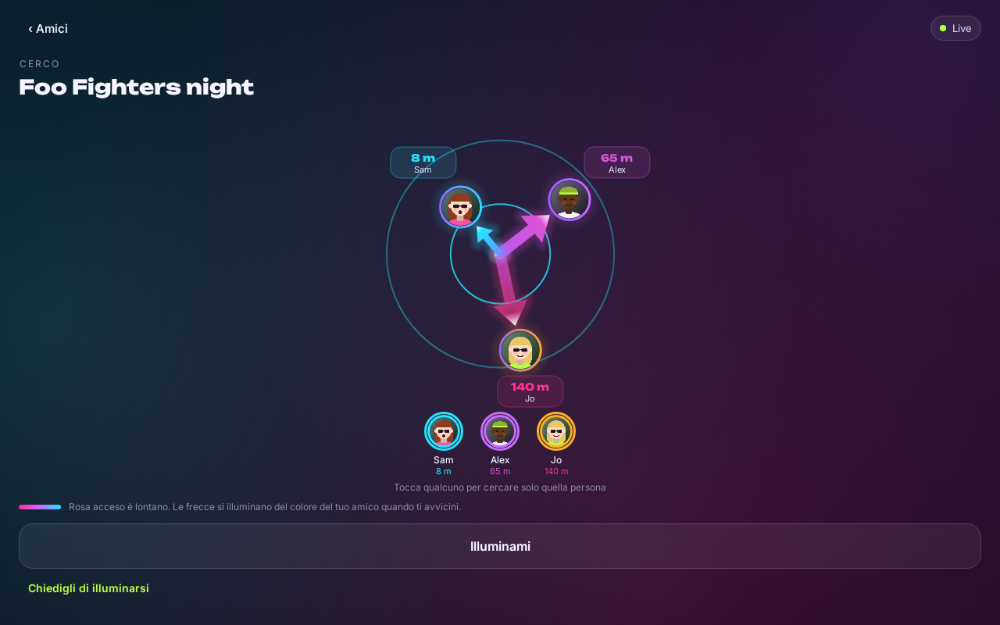 ‹ Amici
Live
CERCO
Foo Fighters night
8 m
Sam
65 m
Alex
140 m
Jo
Sam
8 m
Alex
65 m
Jo
140 m
Tocca qualcuno per cercare solo quella persona
Rosa acceso è lontano. Le frecce si illuminano del colore del tuo amico quando ti avvicini.
Illuminami
Chiedigli di illuminarsi